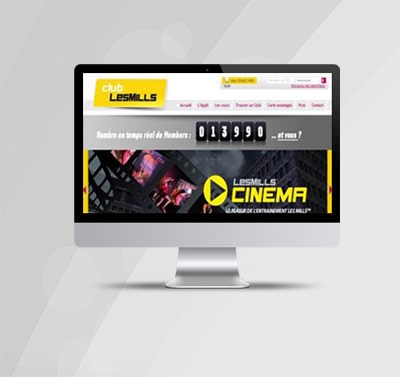 club
LESMILLS
Accueil L'Appli Les cours Trouver un Club Carte avantages Pros Contact
Nombre en temps réel de Members : 013990 ... et vous ?
LESMILLS
CINEMA
LE PLAISIR DE L'ENTRAINEMENT LES MILLS™